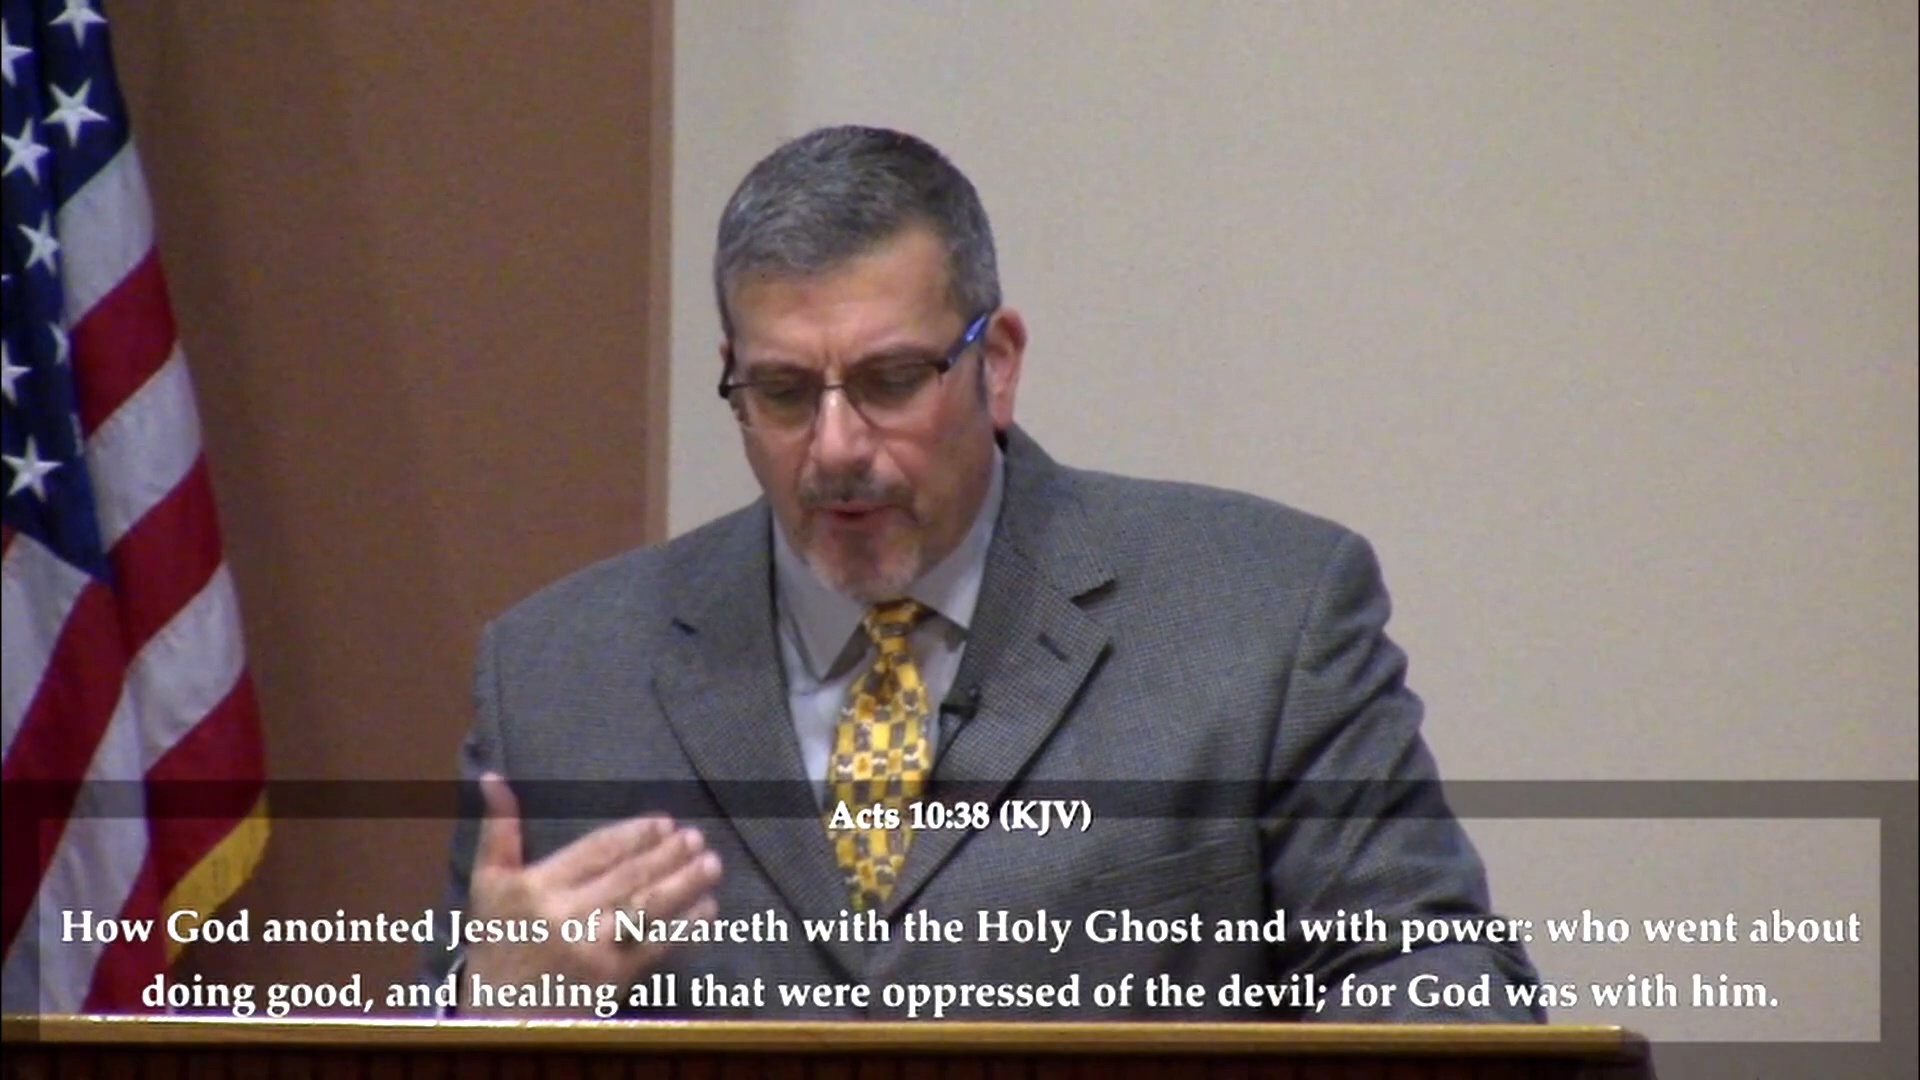 Acts 10:38 (KJV)
How God anointed Jesus of Nazareth with the Holy Ghost and with power: who went about
doing good, and healing all that were oppressed of the devil; for God was with him.